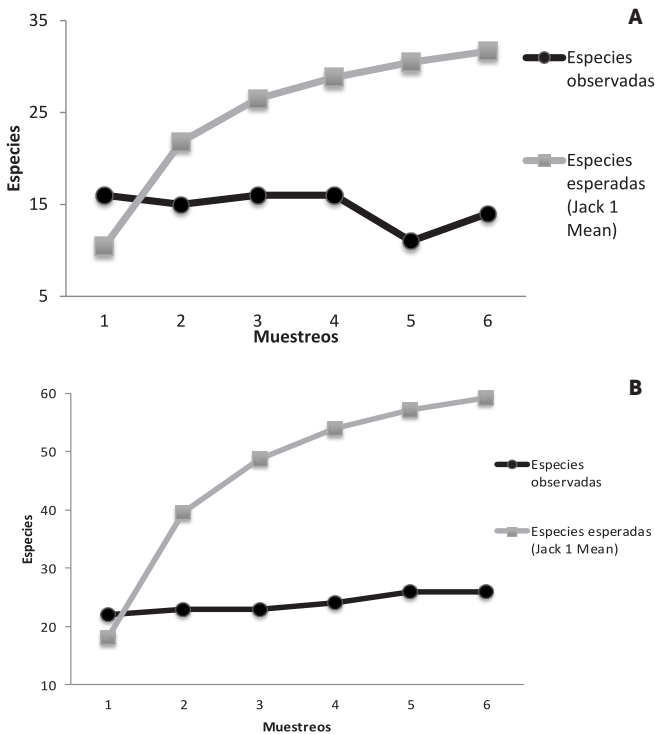 A
35
25
15
5
Especies
1 2 3 4 5 6
Muestreos
Especies
observadas
Especies
esperadas
(Jack 1
Mean)
B
60
50
40
30
20
10
Especies
1 2 3 4 5 6
Muestreos
Especies
observadas
Especies esperadas
(Jack 1 Mean)